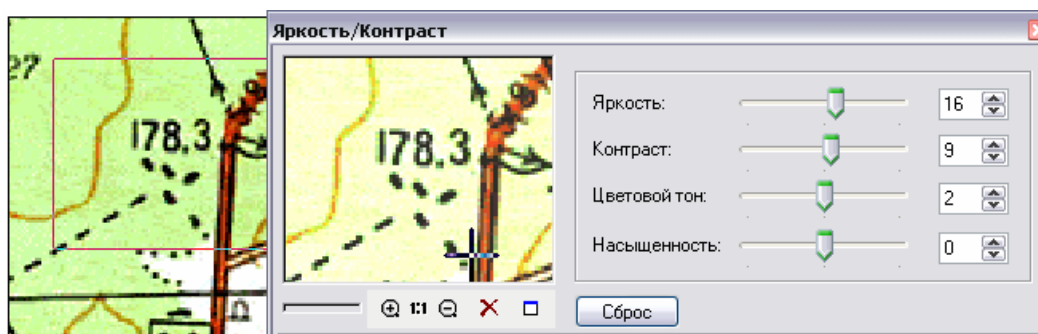 Яркость/Контраст
27
178.3
178.3
Яркость: 16
Контраст: 9
Цветовой тон: 2
Насыщенность: 0
1:1
Сброс